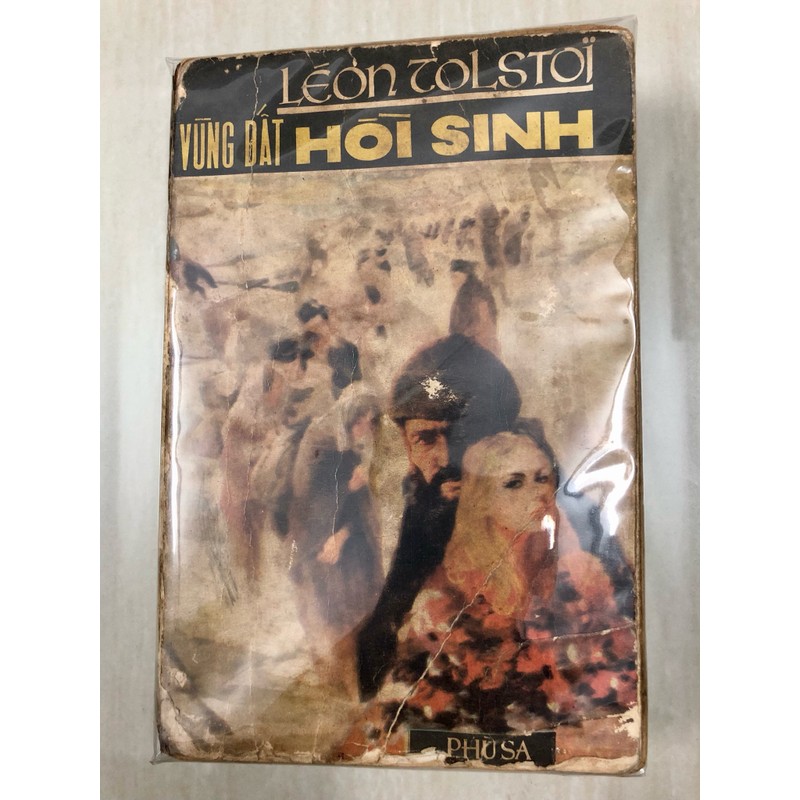 LÉON TOLSTOÏ
VÙNG ĐẤT HỒI SINH
PHÙ SA